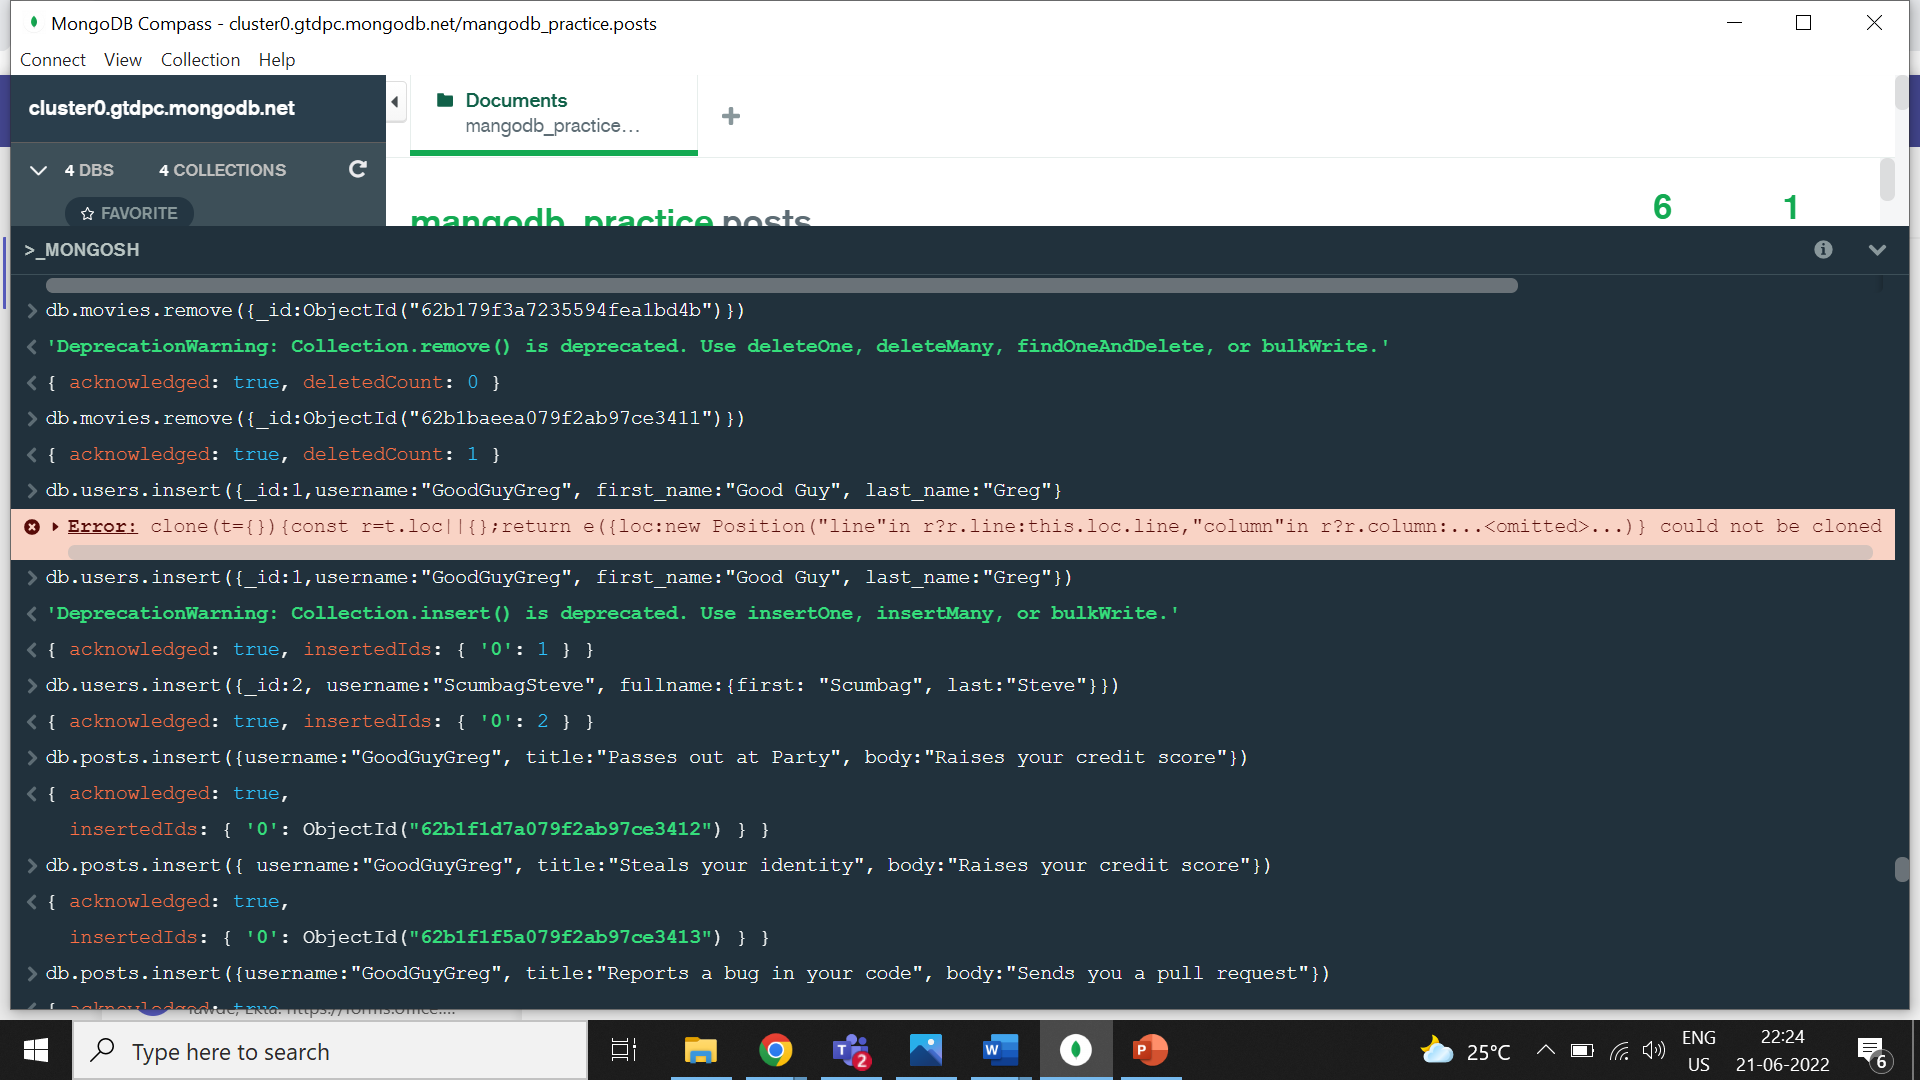 MongoDB Compass - cluster0.gtdpc.mongodb.net/mangodb_practice.posts
Connect View Collection Help
cluster0.gtdpc.mongodb.net
Documents
mangodb_practice...
4 DBS 4 COLLECTIONS
FAVORITE
mangodb_practice.posts
6 1
>_MONGOSH
db.movies.remove({_id:ObjectId("62b179f3a7235594fea1bd4b")})
'DeprecationWarning: Collection.remove() is deprecated. Use deleteOne, deleteMany, findOneAndDelete, or bulkWrite.'
{ acknowledged: true, deletedCount: 0 }
db.movies.remove({_id:ObjectId("62b1baeea079f2ab97ce3411")})
{ acknowledged: true, deletedCount: 1 }
db.users.insert({_id:1,username:"GoodGuyGreg", first_name:"Good Guy", last_name:"Greg"}
Error: clone(t={}){const r=t.loc||{};return e({loc:new Position("line"in r?r.line:this.loc.line,"column"in r?r.column:...<omitted>...)} could not be cloned
db.users.insert({_id:1,username:"GoodGuyGreg", first_name:"Good Guy", last_name:"Greg"})
'DeprecationWarning: Collection.insert() is deprecated. Use insertOne, insertMany, or bulkWrite.'
{ acknowledged: true, insertedIds: { '0': 1 } }
db.users.insert({_id:2, username:"ScumbagSteve", fullname:{first: "Scumbag", last:"Steve"}})
{ acknowledged: true, insertedIds: { '0': 2 } }
db.posts.insert({username:"GoodGuyGreg", title:"Passes out at Party", body:"Raises your credit score"})
{ acknowledged: true,
insertedIds: { '0': ObjectId("62b1f1d7a079f2ab97ce3412") } }
db.posts.insert({ username:"GoodGuyGreg", title:"Steals your identity", body:"Raises your credit score"})
{ acknowledged: true,
insertedIds: { '0': ObjectId("62b1f1f5a079f2ab97ce3413") } }
db.posts.insert({username:"GoodGuyGreg", title:"Reports a bug in your code", body:"Sends you a pull request"})
{ acknowledged: true,
Ekta: https://forms.office....
Type here to search
2
25°C
ENG
US
22:24
21-06-2022
6